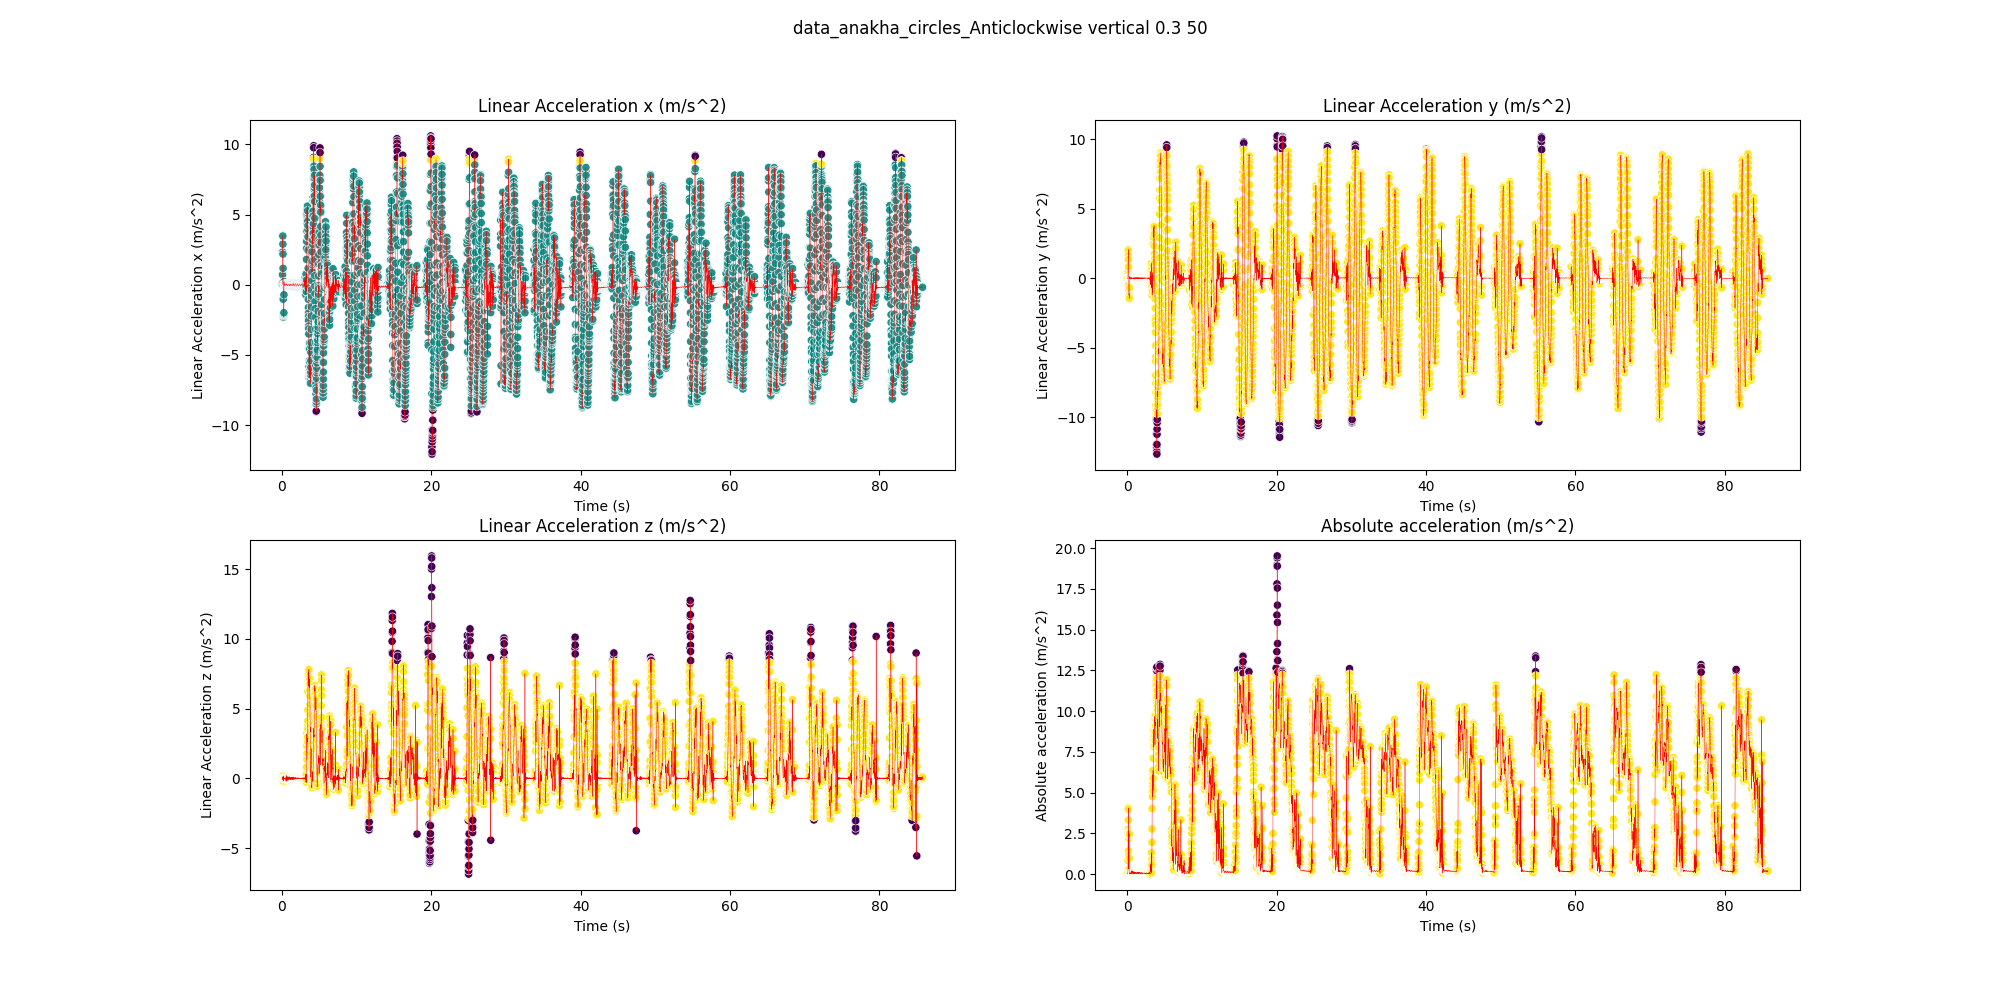 data_anakha_circles_Anticlockwise vertical 0.3 50
Linear Acceleration x (m/s^2)
Linear Acceleration x (m/s^2)
10
5
0
−5
−10
0 20 40 60 80
Time (s)
Linear Acceleration y (m/s^2)
Linear Acceleration y (m/s^2)
10
5
0
−5
−10
0 20 40 60 80
Time (s)
Linear Acceleration z (m/s^2)
Linear Acceleration z (m/s^2)
15
10
5
0
−5
0 20 40 60 80
Time (s)
Absolute acceleration (m/s^2)
Absolute acceleration (m/s^2)
20.0
17.5
15.0
12.5
10.0
7.5
5.0
2.5
0.0
0 20 40 60 80
Time (s)